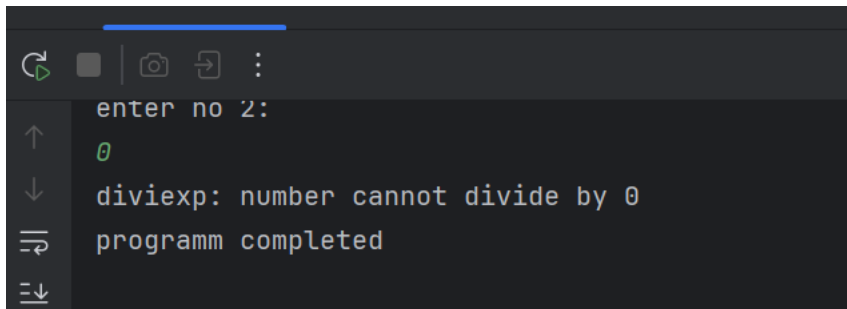 enter no 2:
0
diviexp: number cannot divide by 0
programm completed